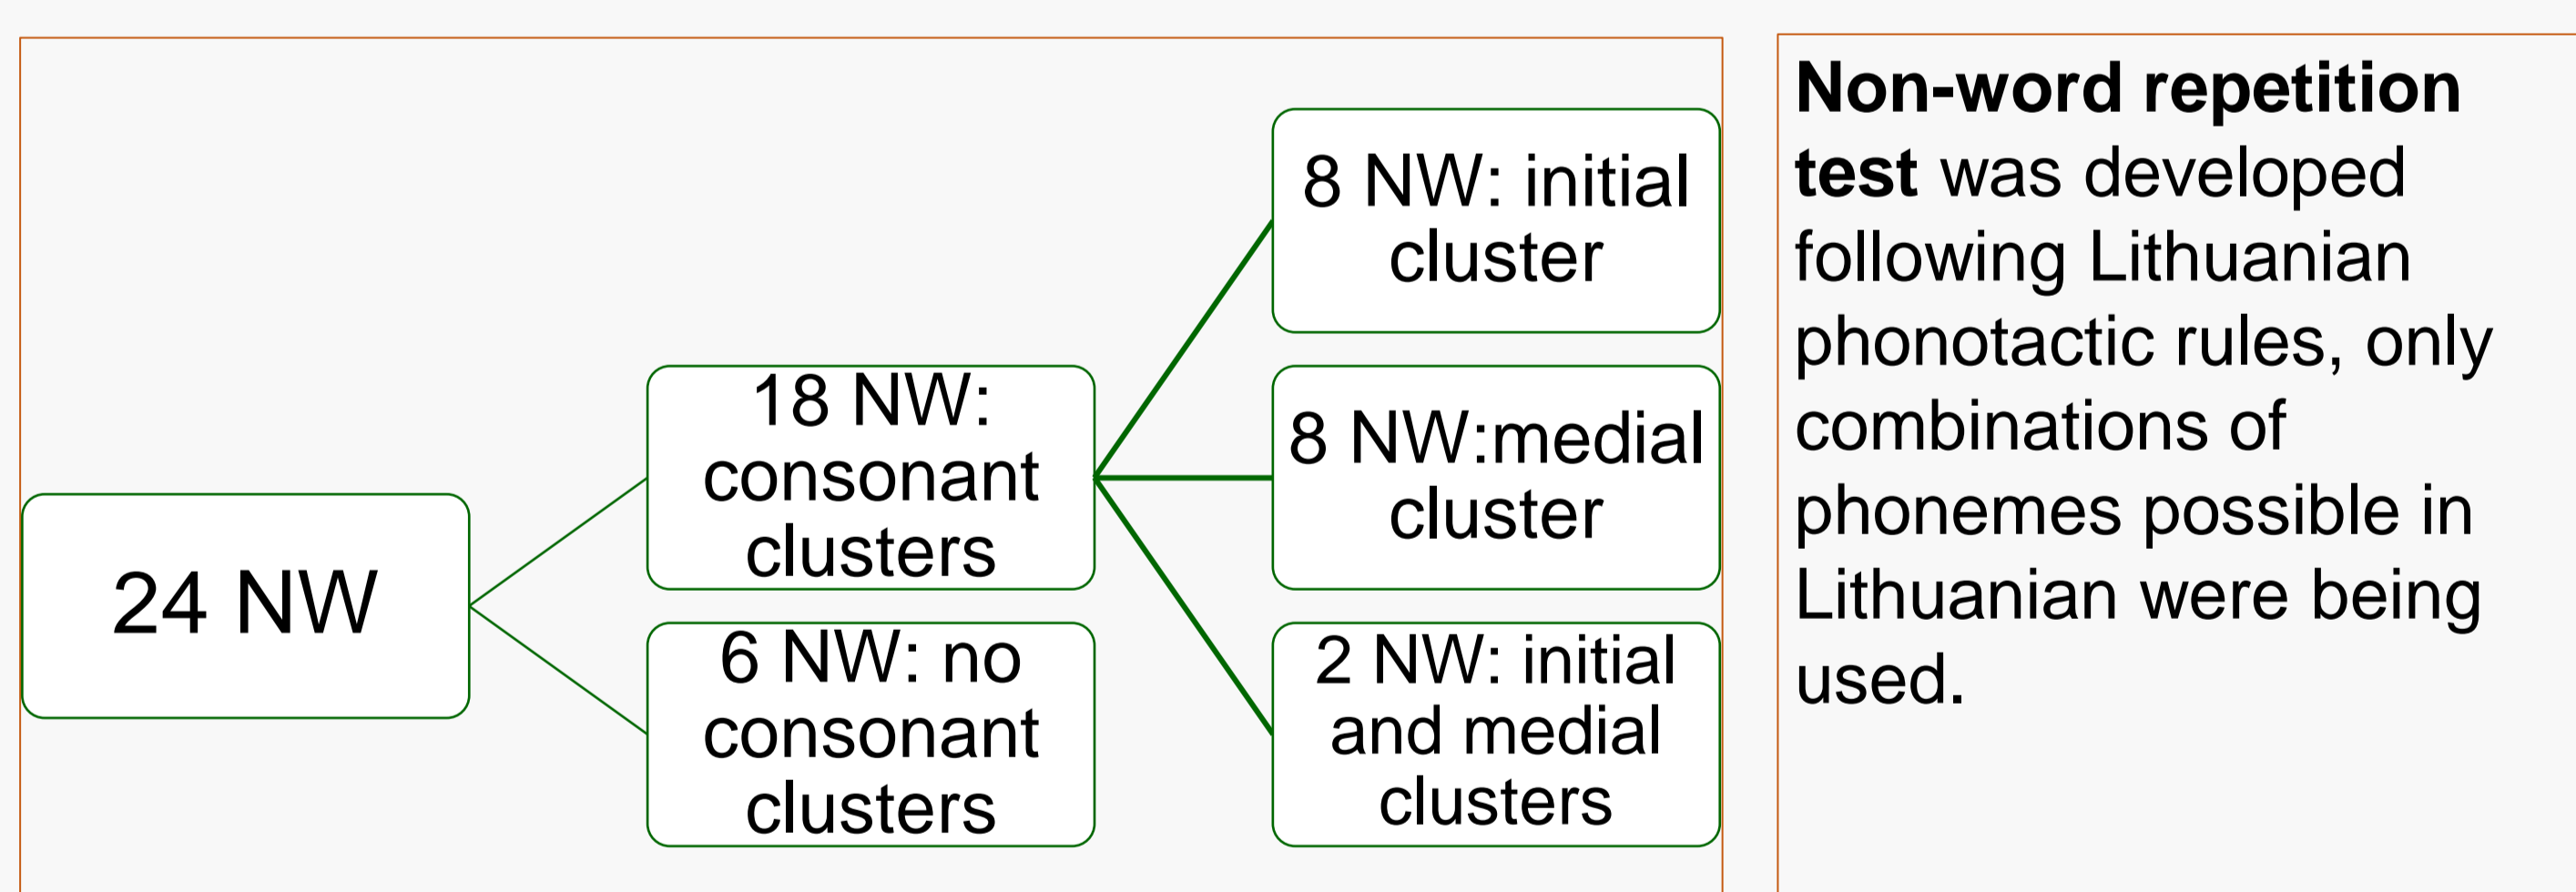 24 NW
18 NW:
consonant
clusters
6 NW: no
consonant
clusters
8 NW: initial
cluster
8 NW:medial
cluster
2 NW: initial
and medial
clusters
Non-word repetition
test was developed
following Lithuanian
phonotactic rules, only
combinations of
phonemes possible in
Lithuanian were being
used.